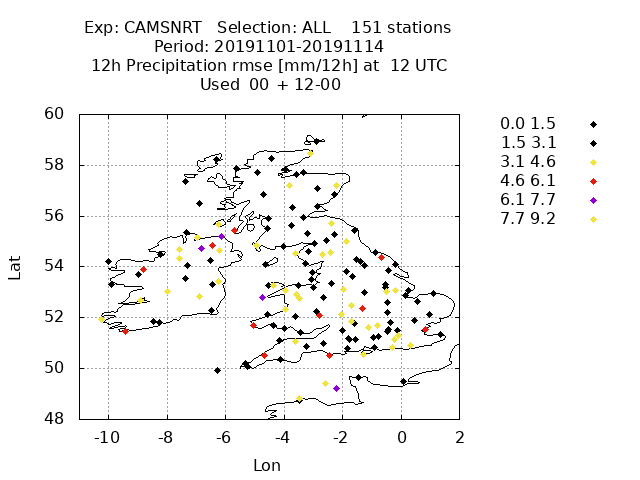 Exp: CAMSNRT   Selection: ALL    151 stations
Period: 20191101-20191114
12h Precipitation rmse [mm/12h] at  12 UTC
Used  00 + 12-00
60
58
56
54
52
50
48
Lat
-10 -8 -6 -4 -2 0 2
Lon
0.0 1.5
1.5 3.1
3.1 4.6
4.6 6.1
6.1 7.7
7.7 9.2